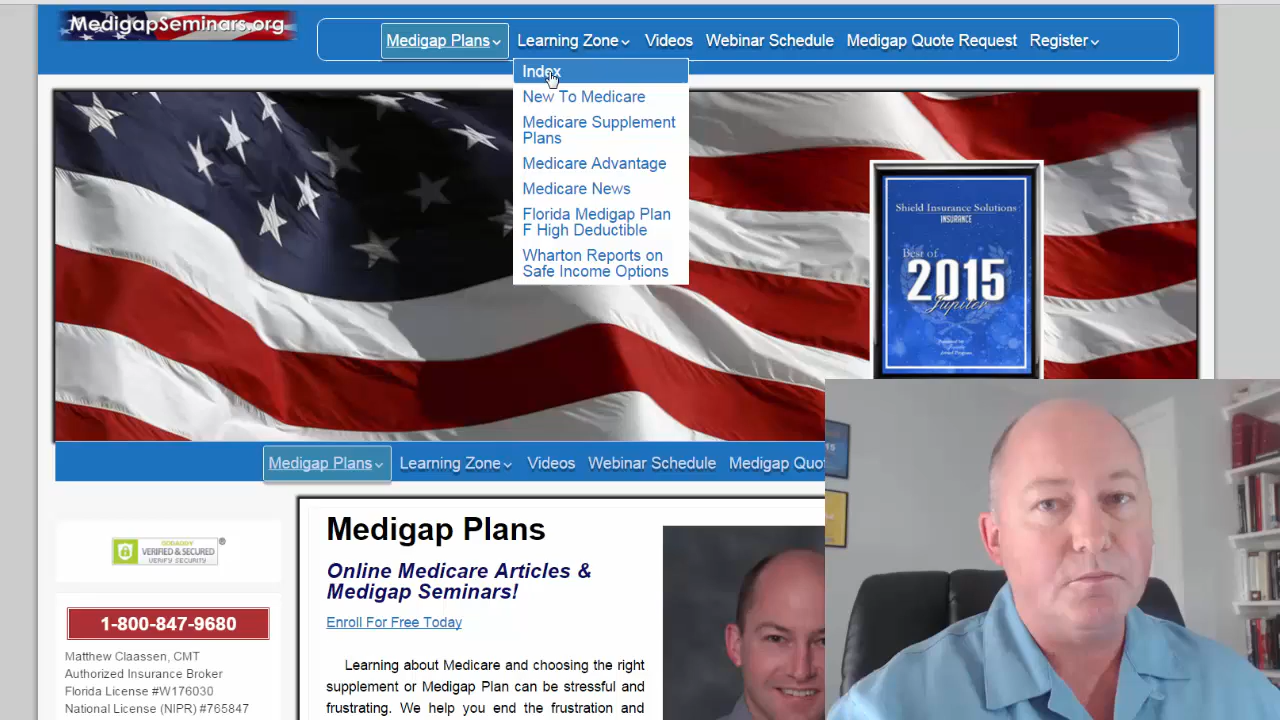 MedigapSeminars.org
Medigap Plans
Learning Zone
Videos
Webinar Schedule
Medigap Quote Request
Register
Index
New To Medicare
Medicare Supplement
Plans
Medicare Advantage
Medicare News
Florida Medigap Plan
F High Deductible
Wharton Reports on
Safe Income Options
Shield Insurance Solutions
INSURANCE
Best of
2015
Jupiter
Medigap Plans
Learning Zone
Videos
Webinar Schedule
Medigap Quot
GODADDY
VERIFIED & SECURED
VERIFY SECURITY
1-800-847-9680
Matthew Claassen, CMT
Authorized Insurance Broker
Florida License #W176030
National License (NIPR) #765847
Medigap Plans
Online Medicare Articles &
Medigap Seminars!
Enroll For Free Today
Learning about Medicare and choosing the right
supplement or Medigap Plan can be stressful and
frustrating. We help you end the frustration and